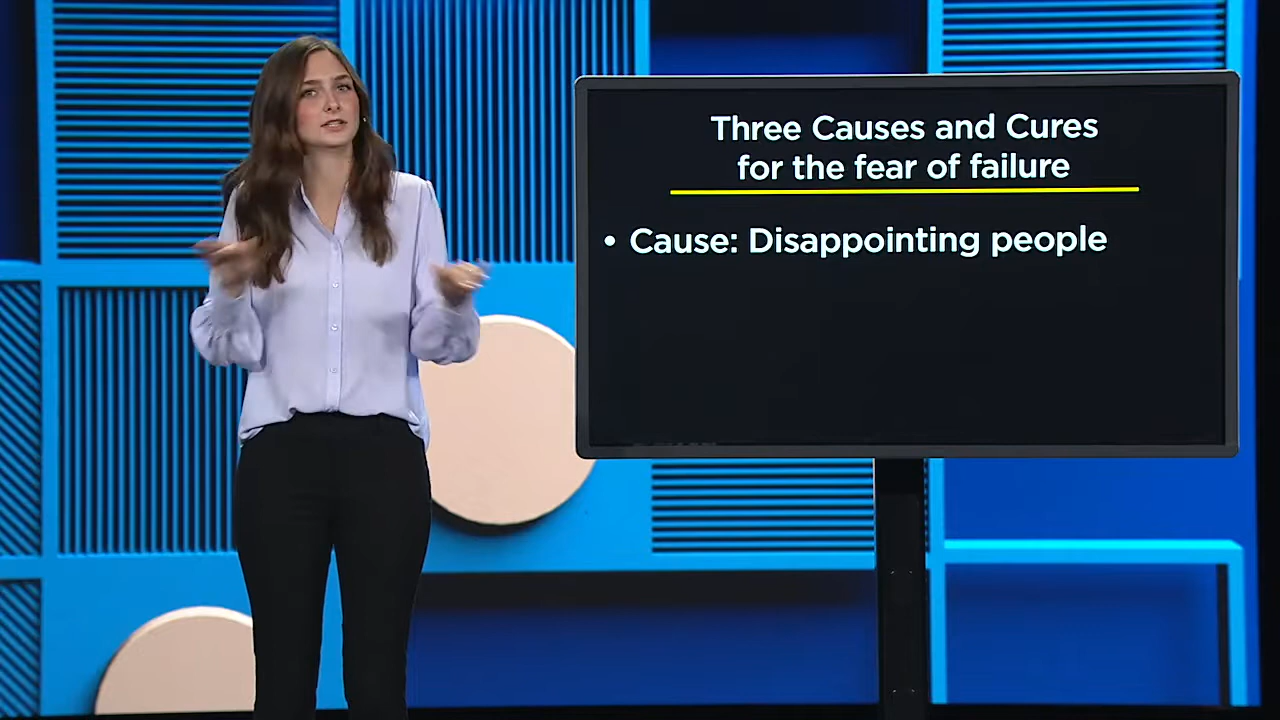 Three Causes and Cures
for the fear of failure
• Cause: Disappointing people